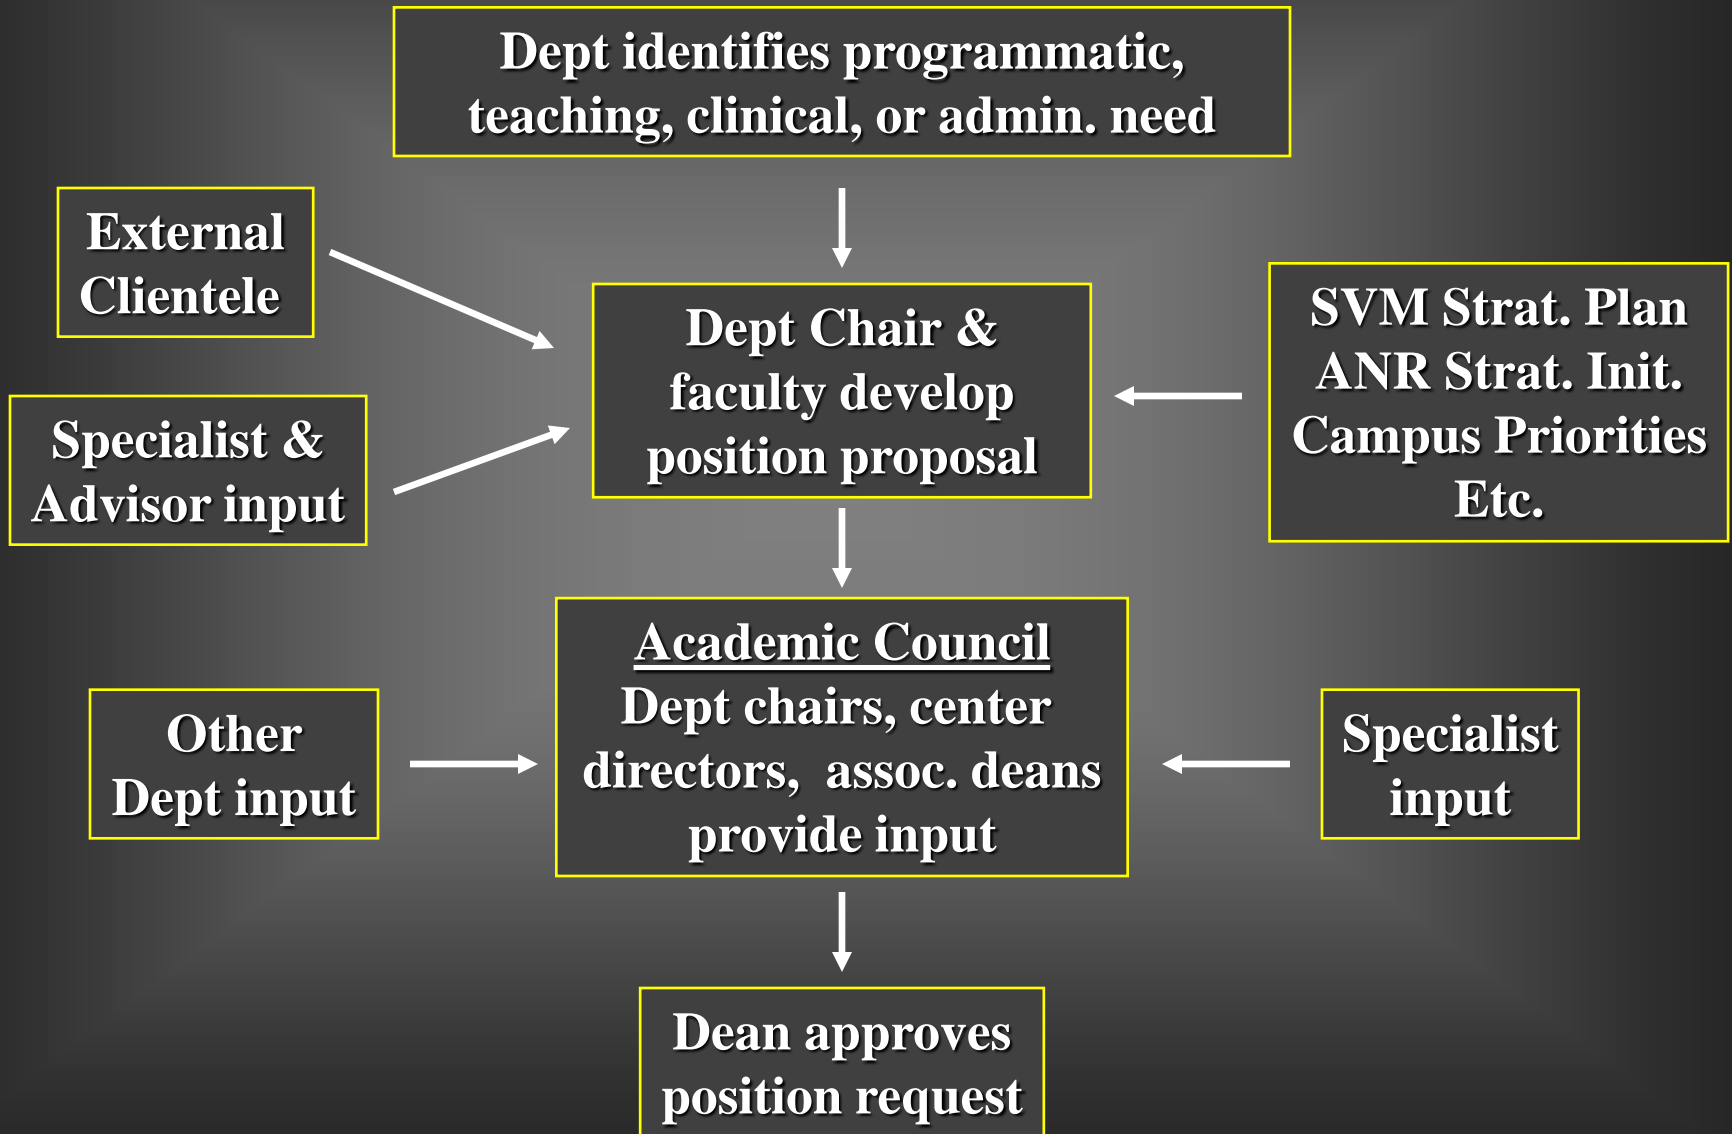 Dept identifies programmatic,
teaching, clinical, or admin. need
External
Clientele
Dept Chair &
faculty develop
position proposal
SVM Strat. Plan
ANR Strat. Init.
Campus Priorities
Etc.
Specialist &
Advisor input
Academic Council
Dept chairs, center
directors, assoc. deans
provide input
Other
Dept input
Specialist
input
Dean approves
position request